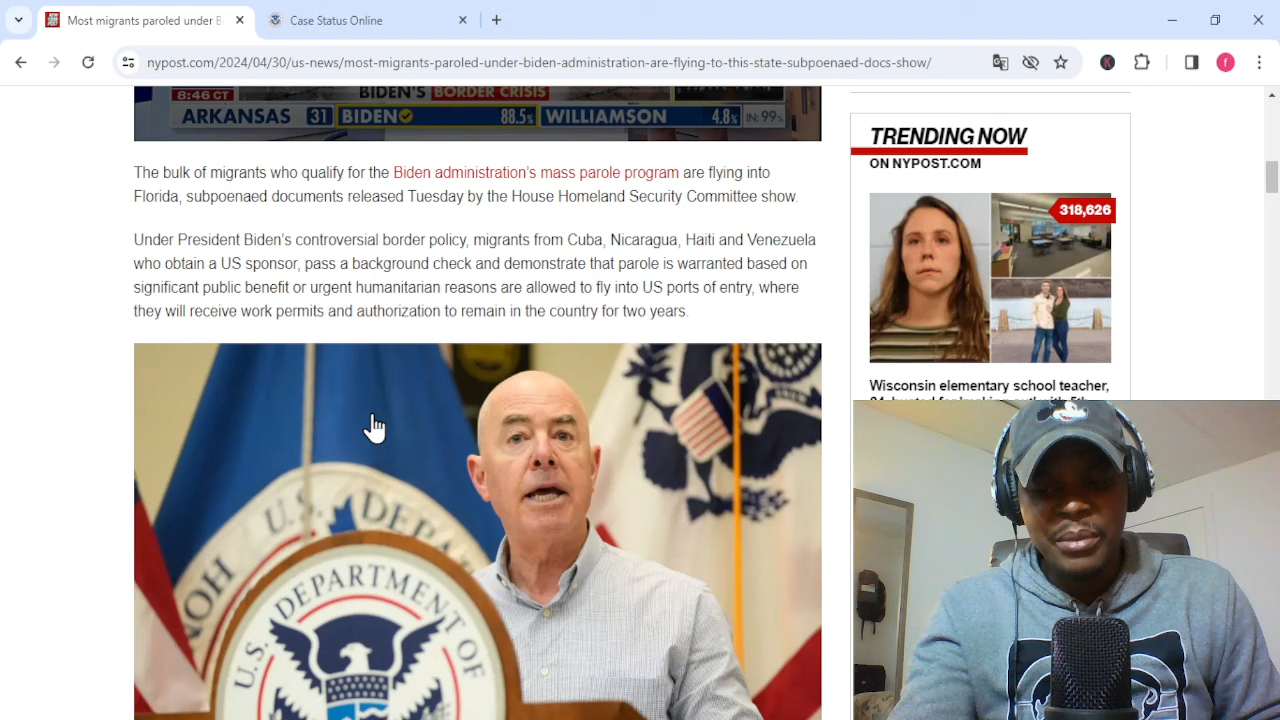 Most migrants paroled under B
Case Status Online
nypost.com/2024/04/30/us-news/most-migrants-paroled-under-biden-administration-are-flying-to-this-state-subpoenaed-docs-show/
8:46 CT
BIDEN'S BORDER CRISIS
ARKANSAS 31 BIDEN 88.5% WILLIAMSON 4.8% IN: 99%
The bulk of migrants who qualify for the Biden administration's mass parole program are flying into
Florida, subpoenaed documents released Tuesday by the House Homeland Security Committee show.
Under President Biden's controversial border policy, migrants from Cuba, Nicaragua, Haiti and Venezuela
who obtain a US sponsor, pass a background check and demonstrate that parole is warranted based on
significant public benefit or urgent humanitarian reasons are allowed to fly into US ports of entry, where
they will receive work permits and authorization to remain in the country for two years.
U.S. DEPA
HO
U.S. DEPARTMENT OF
TRENDING NOW
ON NYPOST.COM
318,626
Wisconsin elementary school teacher,